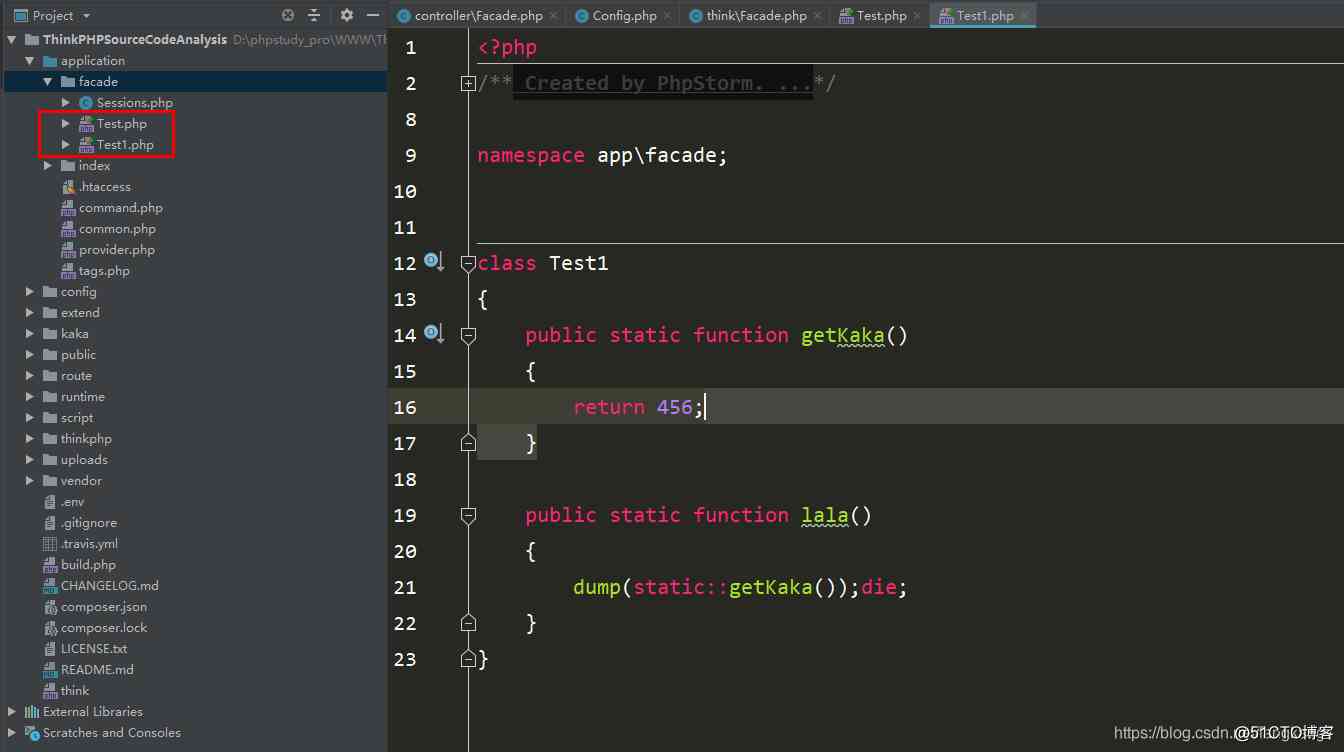 Project
controller\Facade.php
Config.php
think\Facade.php
Test.php
Test1.php
ThinkPHPSourceCodeAnalysis D:\phpstudy_pro\WWW\Th
application
facade
Sessions.php
Test.php
Test1.php
index
.htaccess
command.php
common.php
provider.php
tags.php
config
extend
kaka
public
route
runtime
script
thinkphp
uploads
vendor
.env
.gitignore
.travis.yml
build.php
CHANGELOG.md
composer.json
composer.lock
LICENSE.txt
README.md
think
External Libraries
Scratches and Consoles
1 <?php
2 /** Created by PhpStorm. ...*/
8
9 namespace app\facade;
10
11
12 class Test1
13 {
14 public static function getKaka()
15 {
16 return 456;
17 }
18
19 public static function lala()
20 {
21 dump(static::getKaka());die;
22 }
23 }
https://blog.csdn.
@51CTO博客